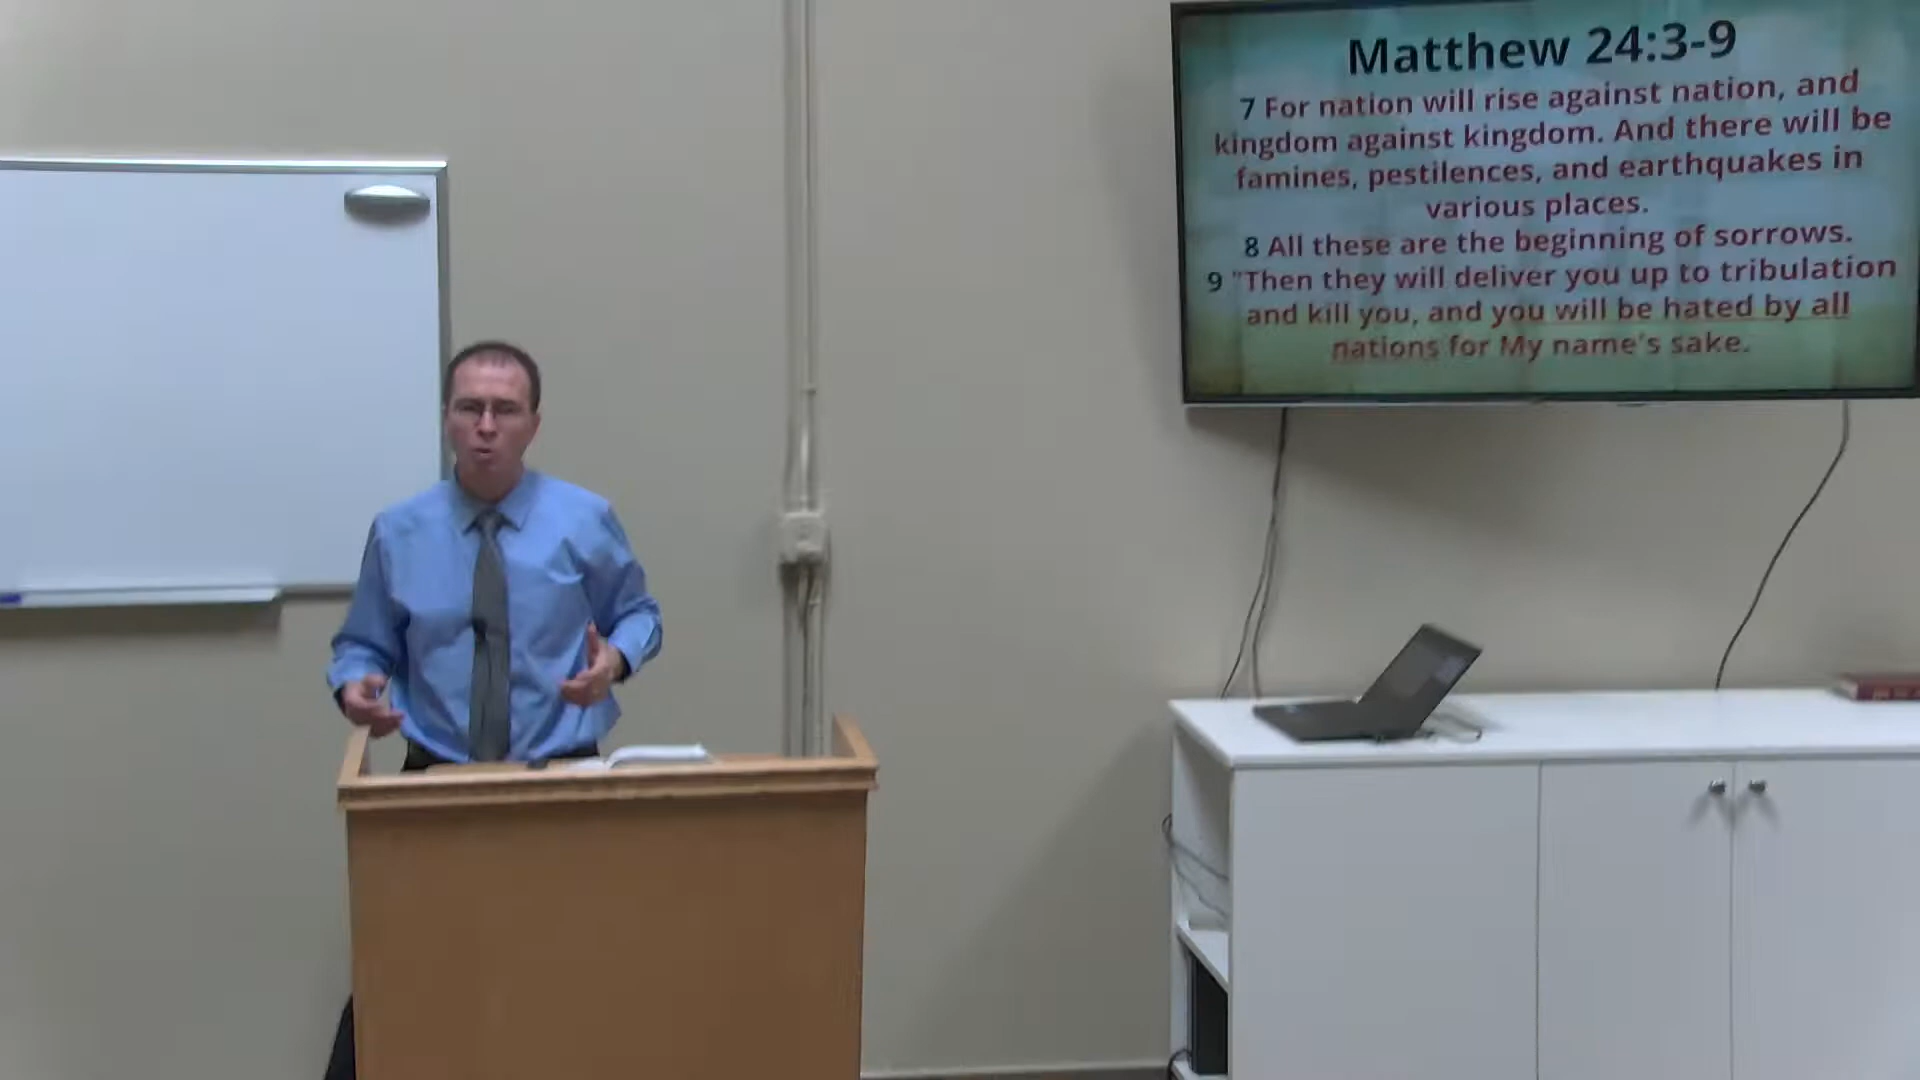 Matthew 24:3-9
7 For nation will rise against nation, and
kingdom against kingdom. And there will be
famines, pestilences, and earthquakes in
various places.
8 All these are the beginning of sorrows.
9 "Then they will deliver you up to tribulation
and kill you, and you will be hated by all
nations for My name's sake.